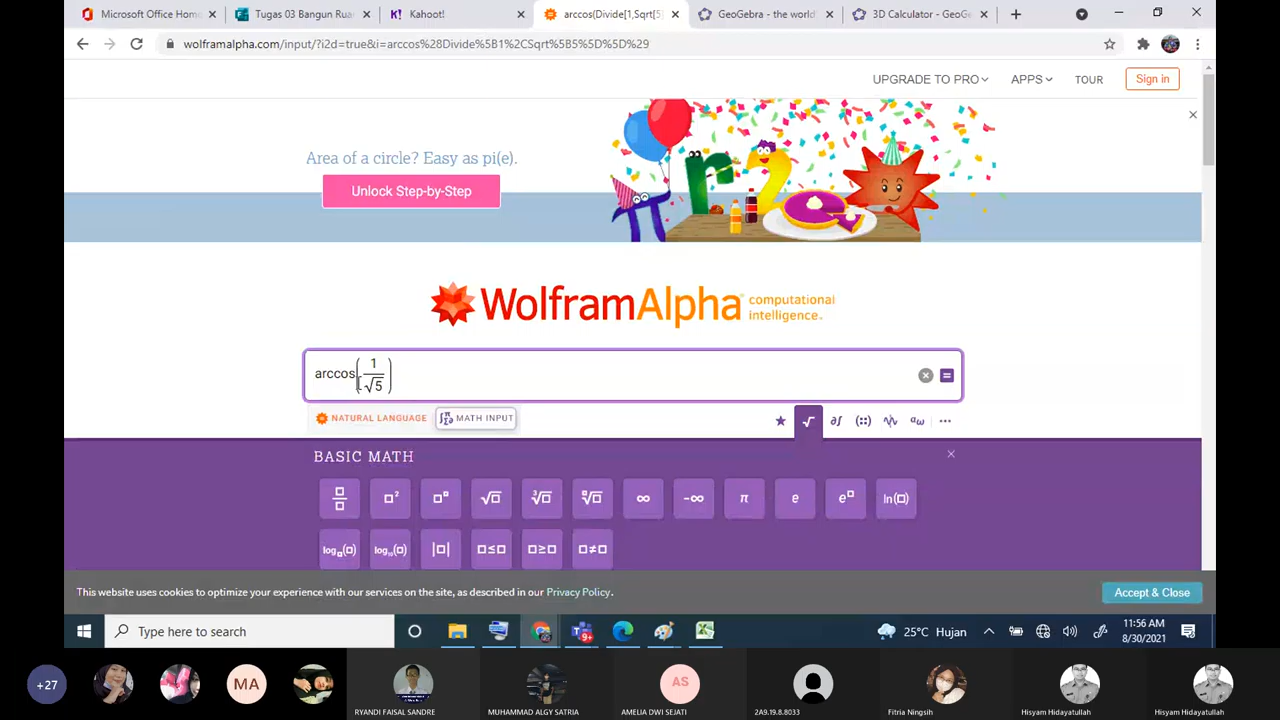 Microsoft Office Home
Tugas 03 Bangun Rua
Kahoot!
arccos(Divide[1,Sqrt[5]
GeoGebra - the world'
3D Calculator - GeoGe
wolframalpha.com/input/?i2d=true&i=arccos%28Divide%5B1%2CSqrt%5B5%5D%5D%29
UPGRADE TO PRO
APPS
TOUR
Sign in
Area of a circle? Easy as pi(e).
Unlock Step-by-Step
π r 2
WolframAlpha computational intelligence.
arccos(1/√5)
NATURAL LANGUAGE
MATH INPUT
BASIC MATH
∞ -∞ π e e□ ln(□)
log□(□) log₁₀(□) |□| □≤□ □≥□ □≠□
This website uses cookies to optimize your experience with our services on the site, as described in our Privacy Policy.
Accept & Close
Type here to search
9+
25°C Hujan
11:56 AM
8/30/2021
+27
MA
AS
RYANDI FAISAL SANDRE
MUHAMMAD ALGY SATRIA
AMELIA DWI SEJATI
2A9.19.8.8033
Fitria Ningsih
Hisyam Hidayatullah
Hisyam Hidayatullah